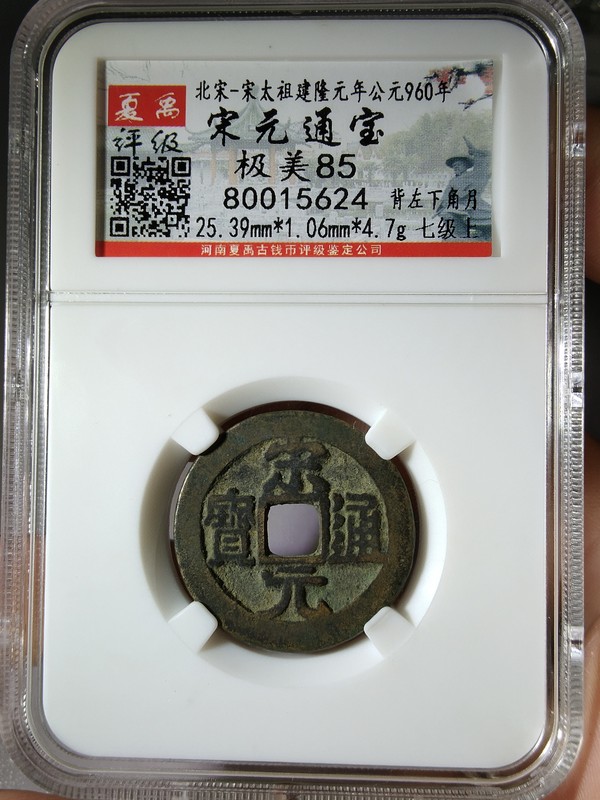 夏禹
评级
北宋-宋太祖建隆元年公元960年
宋元通宝
极美85
80015624 背左下角月
25.39mm*1.06mm*4.7g 七级上
河南夏禹古钱币评级鉴定公司
宋元通寶